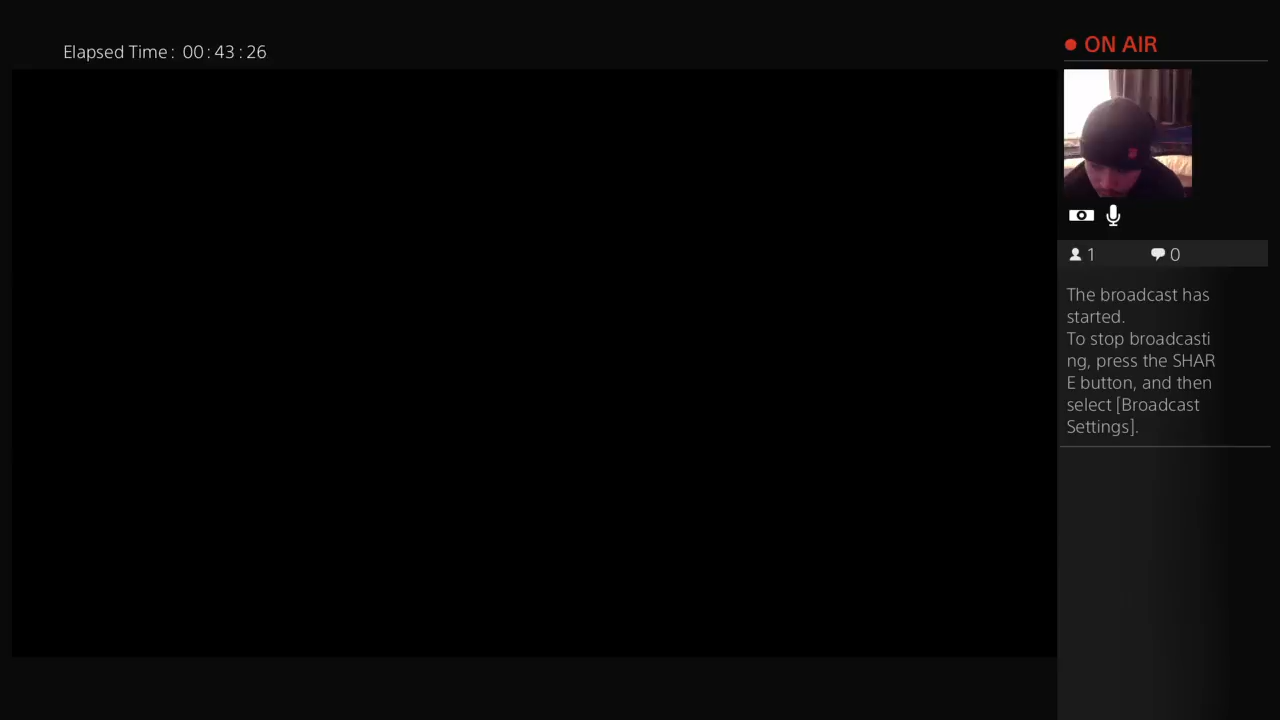 Elapsed Time: 00:43:26
ON AIR
1 0
The broadcast has
started.
To stop broadcasti
ng, press the SHAR
E button, and then
select [Broadcast
Settings].